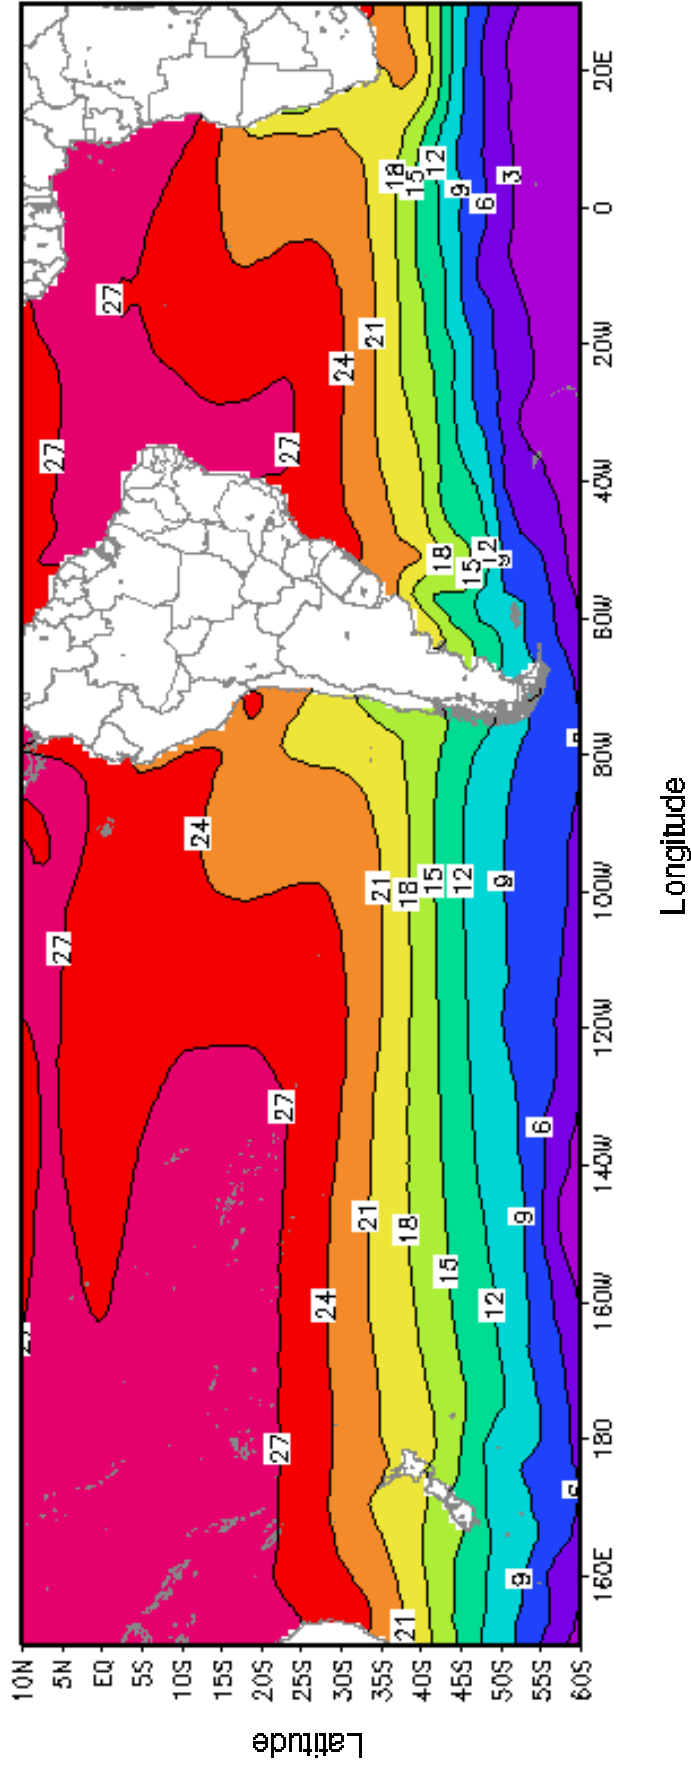 Latitude
10N
5N
EQ
5S
10S
15S
20S
25S
30S
35S
40S
45S
50S
55S
60S
27
27
27
27
27
27
24
24
24
21
21
21
21
18
18
18
18
15
15
15
15
12
12
12
12
9
9
9
9
9
6
6
3
160E
180
160W
140W
120W
100W
80W
60W
40W
20W
0
20E
Longitude